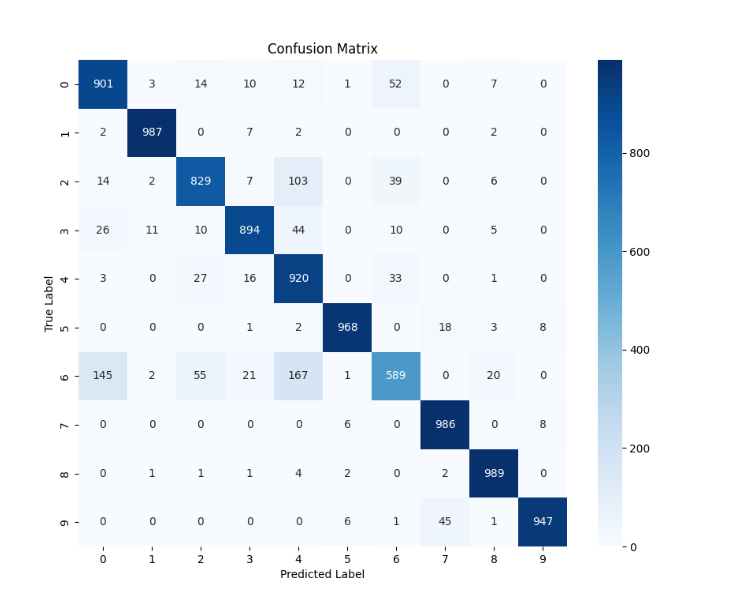 Confusion Matrix
True Label
0 901 3 14 10 12 1 52 0 7 0
1 2 987 0 7 2 0 0 0 2 0
2 14 2 829 7 103 0 39 0 6 0
3 26 11 10 894 44 0 10 0 5 0
4 3 0 27 16 920 0 33 0 1 0
5 0 0 0 1 2 968 0 18 3 8
6 145 2 55 21 167 1 589 0 20 0
7 0 0 0 0 0 6 0 986 0 8
8 0 1 1 1 4 2 0 2 989 0
9 0 0 0 0 0 6 1 45 1 947
0 1 2 3 4 5 6 7 8 9
Predicted Label
800
600
400
200
0